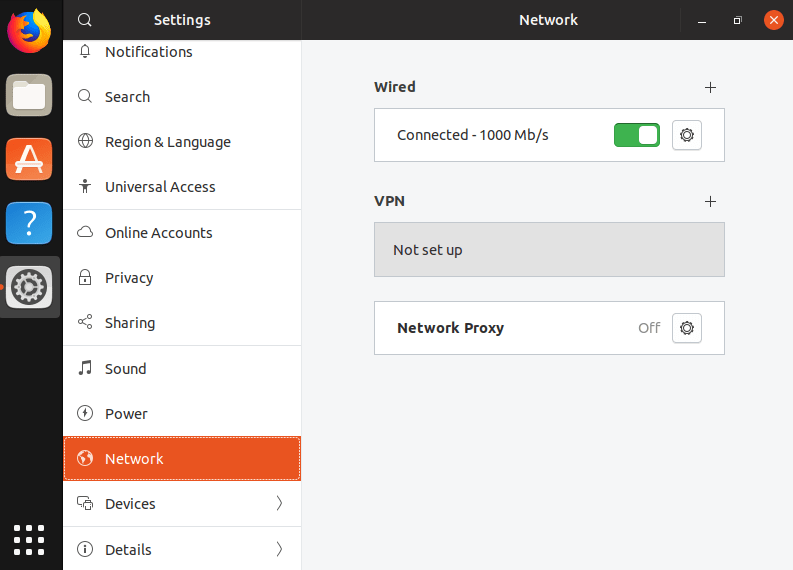 Settings
Network
Notifications
Search
Region & Language
Universal Access
Online Accounts
Privacy
Sharing
Sound
Power
Network
Devices
Details
Wired
Connected - 1000 Mb/s
VPN
Not set up
Network Proxy Off